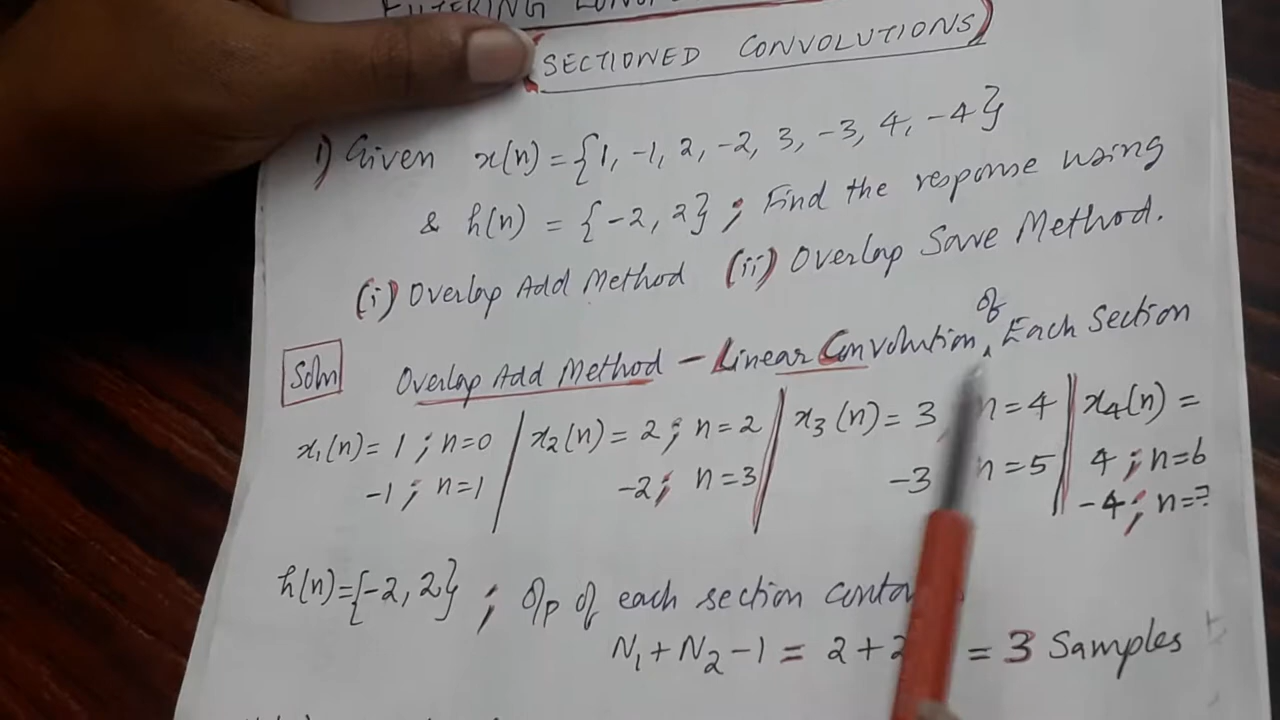 FILTERING
(SECTIONED CONVOLUTIONS)
1) Given x(n) = {1, -1, 2, -2, 3, -3, 4, -4}
& h(n) = {-2, 2} ; Find the response using
(i) Overlap Add Method (ii) Overlap Save Method.
Soln Overlap Add Method - Linear Convolution of Each Section
x1(n) = 1 ; n=0 | x2(n) = 2 ; n=2 | x3(n) = 3 n=4 | x4(n) =
-1 ; n=1 -2 ; n=3 -3 n=5 4 ; n=6
-4 ; n=?
h(n)={-2, 2} ; O/p of each section
N1 + N2 - 1 = 2 + = 3 Samples